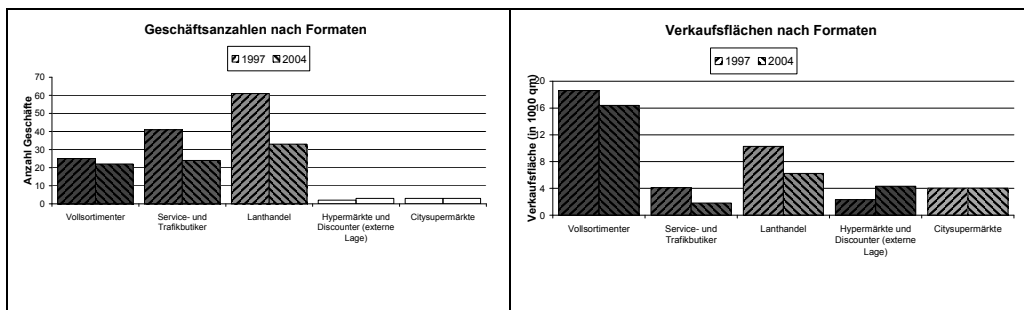 Geschäftsanzahlen nach Formaten
1997 2004
Anzahl Geschäfte
70
60
50
40
30
20
10
0
Vollsortimenter
Service- und
Trafikbutiker
Lanthandel
Hypermärkte und
Discounter (externe
Lage)
Citysupermärkte
Verkaufsflächen nach Formaten
1997 2004
Verkaufsfläche (in 1000 qm)
20
16
12
8
4
0
Vollsortimenter
Service- und
Trafikbutiker
Lanthandel
Hypermärkte und
Discounter (externe
Lage)
Citysupermärkte